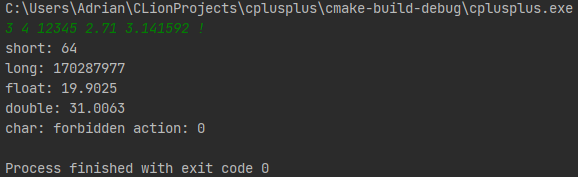 C:\Users\Adrian\CLionProjects\cplusplus\cmake-build-debug\cplusplus.exe
3 4 12345 2.71 3.141592 !
short: 64
long: 170287977
float: 19.9025
double: 31.0063
char: forbidden action: 0
Process finished with exit code 0